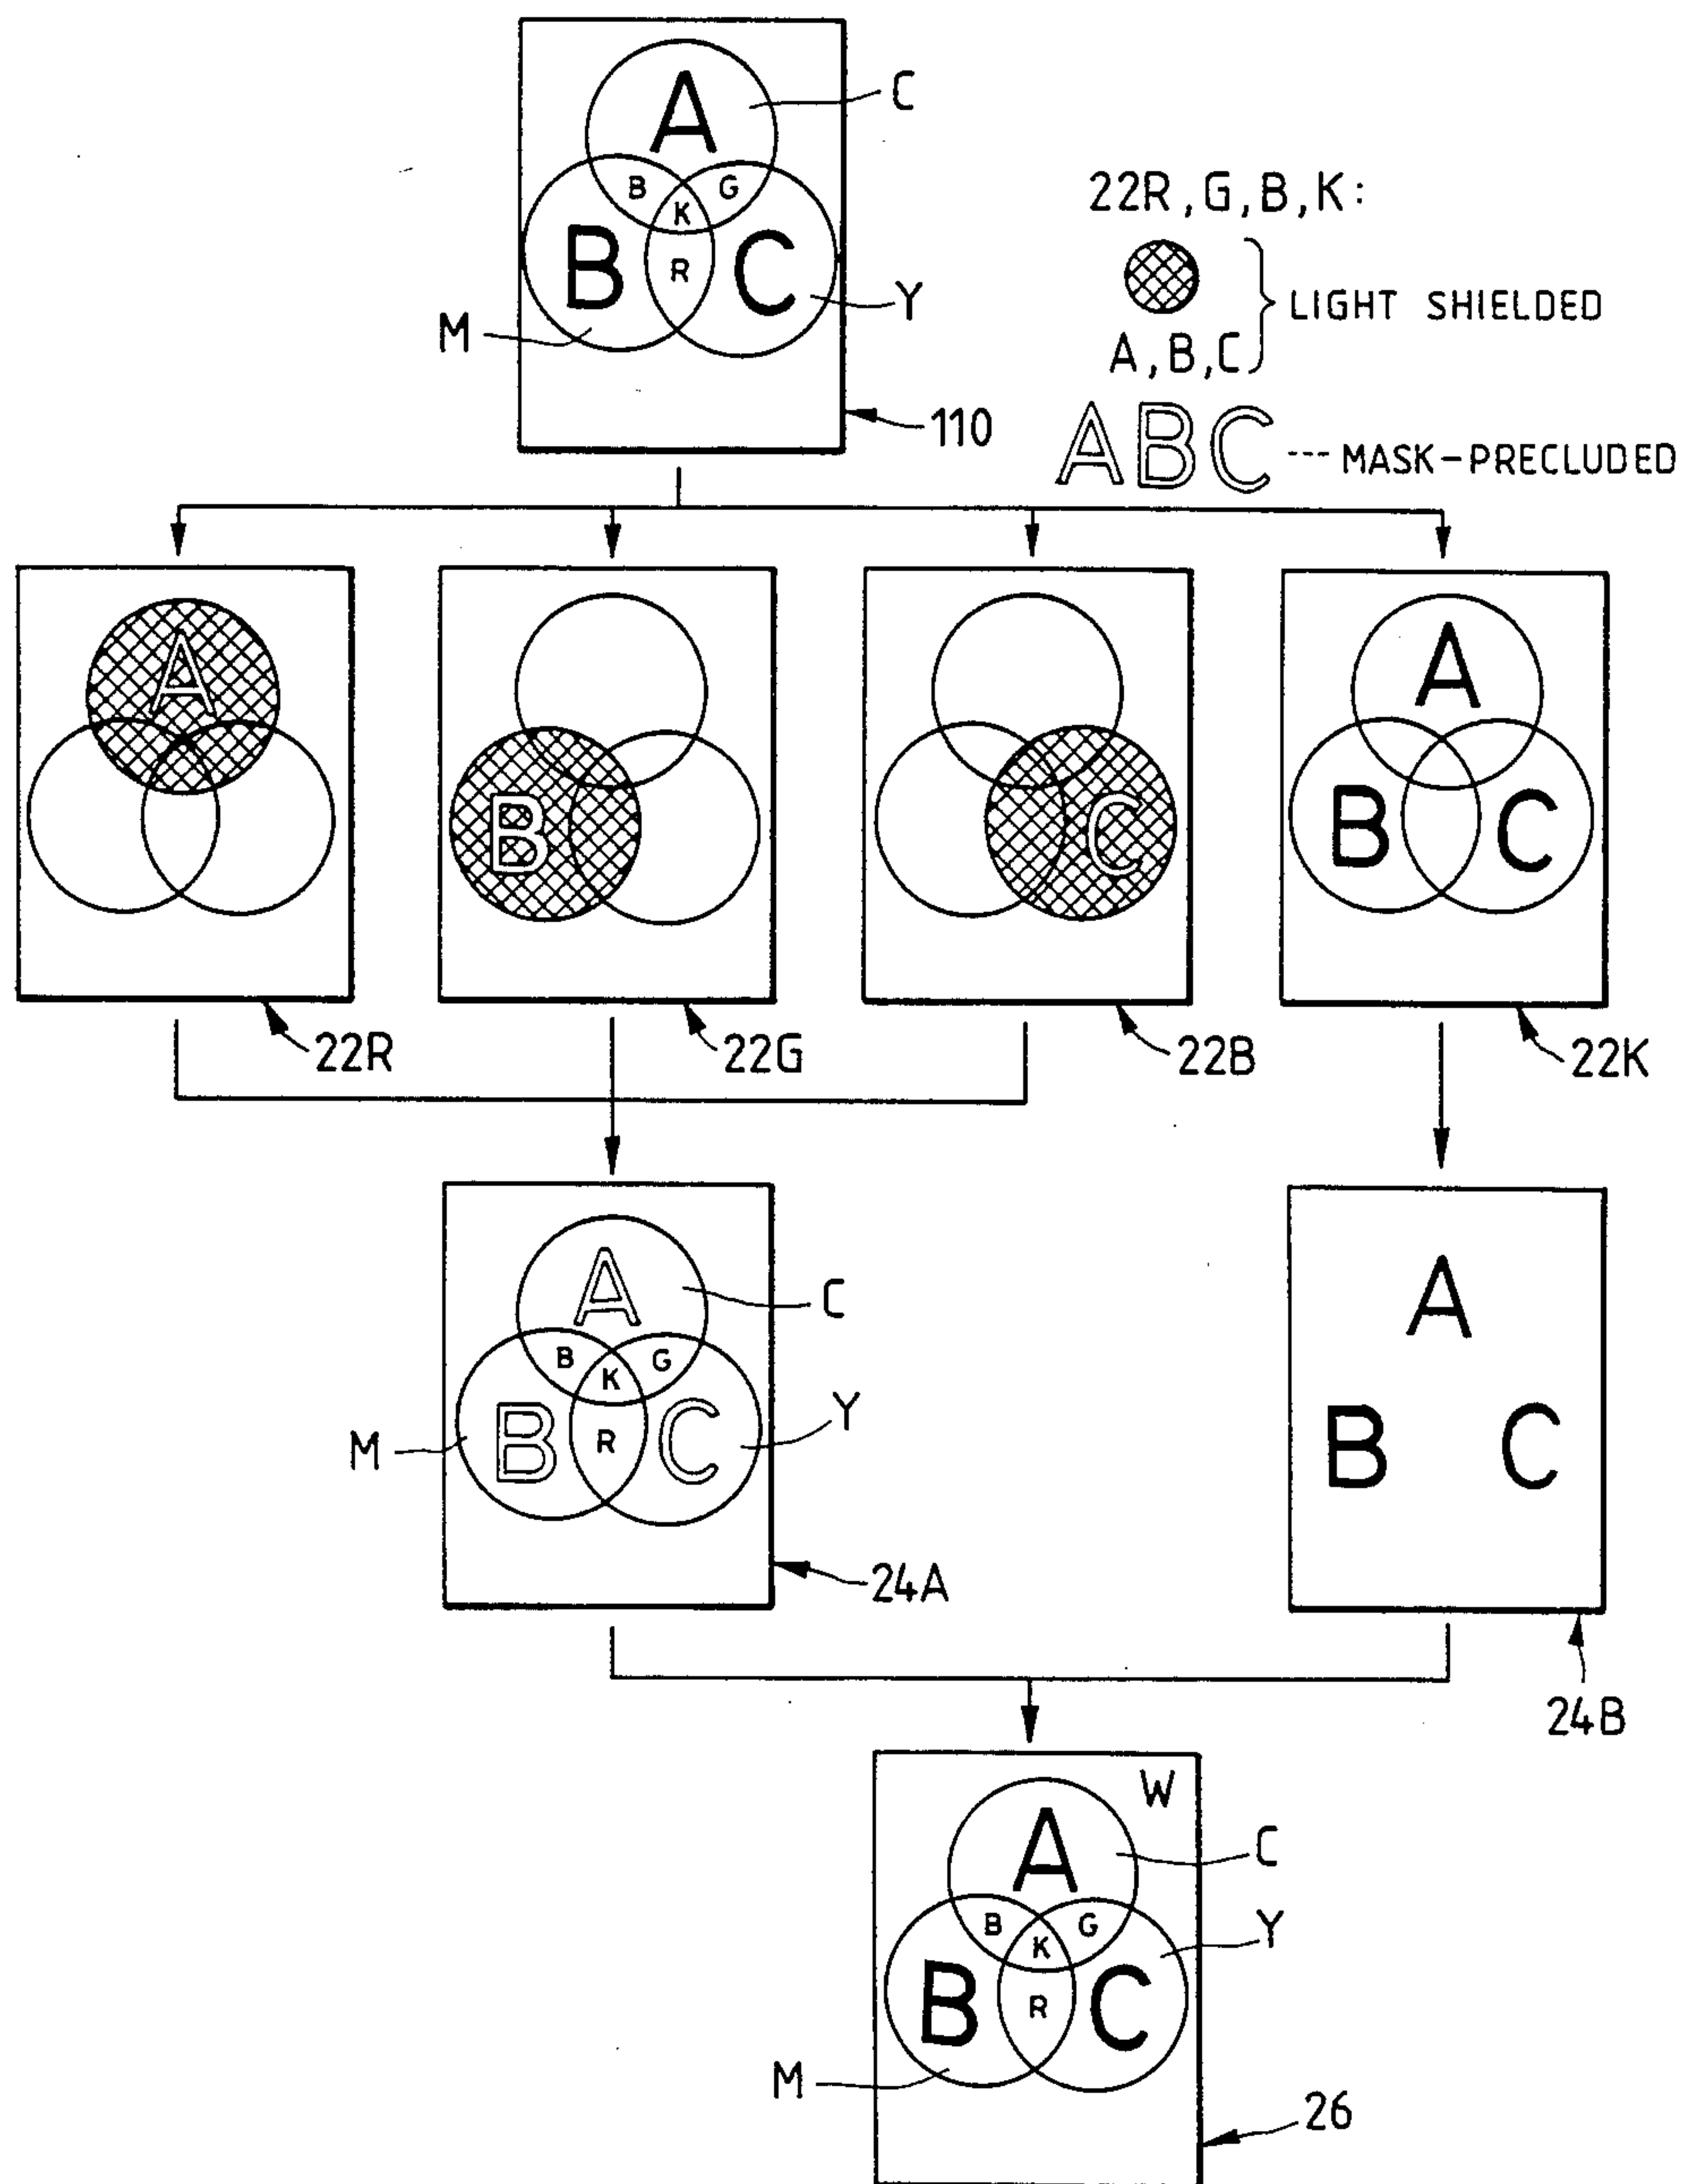 A
C
B
G
K
B
R
C
M
Y
110
22R,G,B,K:
LIGHT SHIELDED
A,B,C
ABC --- MASK-PRECLUDED
A
B
C
A
B
C
22R
22G
22B
22K
A
C
B
G
K
B
R
C
M
Y
24A
A
B
C
24B
W
A
C
B
G
K
Y
B
R
C
M
26